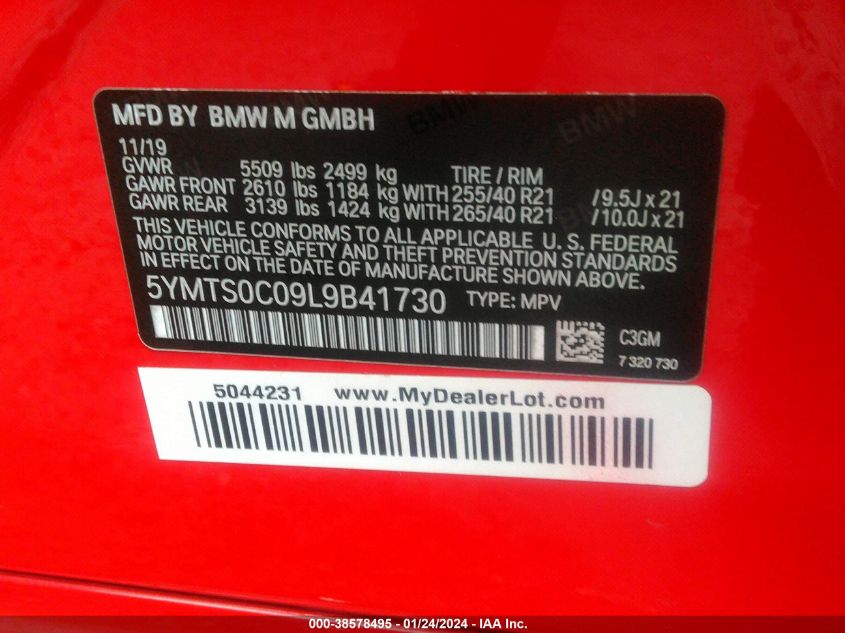 MFD BY BMW M GMBH
11/19
GVWR 5509 lbs 2499 kg TIRE / RIM
GAWR FRONT 2610 lbs 1184 kg WITH 255/40 R21 / 9.5J x 21
GAWR REAR 3139 lbs 1424 kg WITH 265/40 R21 / 10.0J x 21
THIS VEHICLE CONFORMS TO ALL APPLICABLE U. S. FEDERAL
MOTOR VEHICLE SAFETY AND THEFT PREVENTION STANDARDS IN EFFECT ON THE
DATE OF MANUFACTURE SHOWN ABOVE.
5YMTS0C09L9B41730 TYPE: MPV
C3GM
7 320 730
5044231 www.MyDealerLot.com
000-38578495 - 01/24/2024 - IAA Inc.